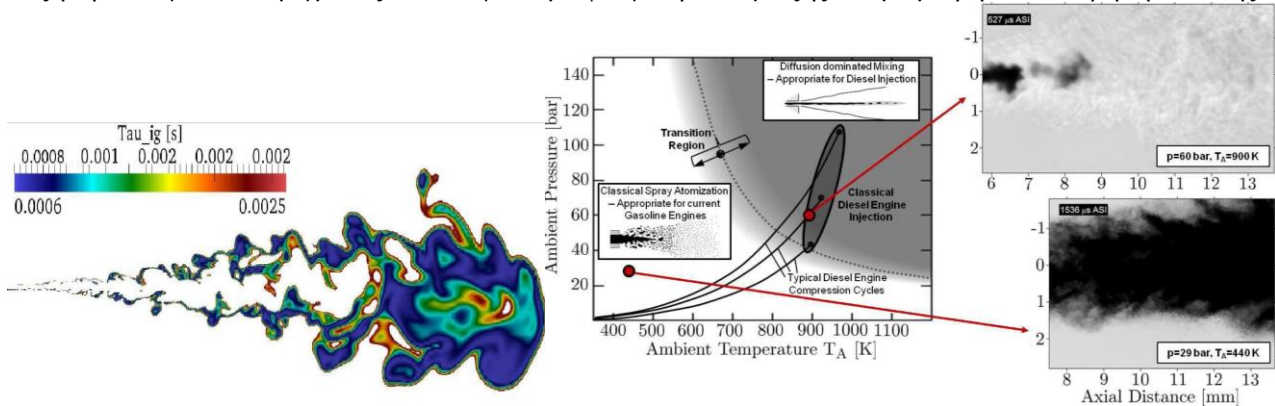 Tau_ig [s]
0.0008 0.001 0.002 0.002 0.002
0.0006 0.0025
Ambient Pressure [bar]
140
120
100
80
60
40
20
Diffusion dominated Mixing
– Appropriate for Diesel Injection
Transition
Region
Classical Spray Atomization
– Appropriate for current
Gasoline Engines
Classical
Diesel Engine
Injection
Typical Diesel Engine
Compression Cycles
400 500 600 700 800 900 1000 1100
Ambient Temperature T_A [K]
527 µs ASI
-1
0
1
2
p=60 bar, T_A=900 K
6 7 8 9 10 11 12 13
1536 µs ASI
-1
0
1
2
p=29 bar, T_A=440 K
8 9 10 11 12 13
Axial Distance [mm]